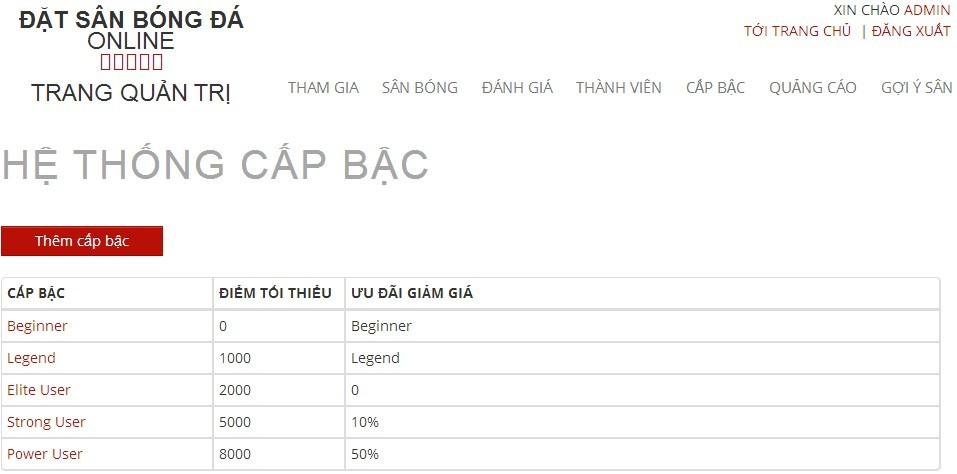 ĐẶT SÂN BÓNG ĐÁ
ONLINE
TRANG QUẢN TRỊ
XIN CHÀO ADMIN
TỚI TRANG CHỦ | ĐĂNG XUẤT
THAM GIA SÂN BÓNG ĐÁNH GIÁ THÀNH VIÊN CẤP BẬC QUẢNG CÁO GỢI Ý SÂN
HỆ THỐNG CẤP BẬC
Thêm cấp bậc
CẤP BẬC ĐIỂM TỐI THIỂU ƯU ĐÃI GIẢM GIÁ
Beginner 0 Beginner
Legend 1000 Legend
Elite User 2000 0
Strong User 5000 10%
Power User 8000 50%